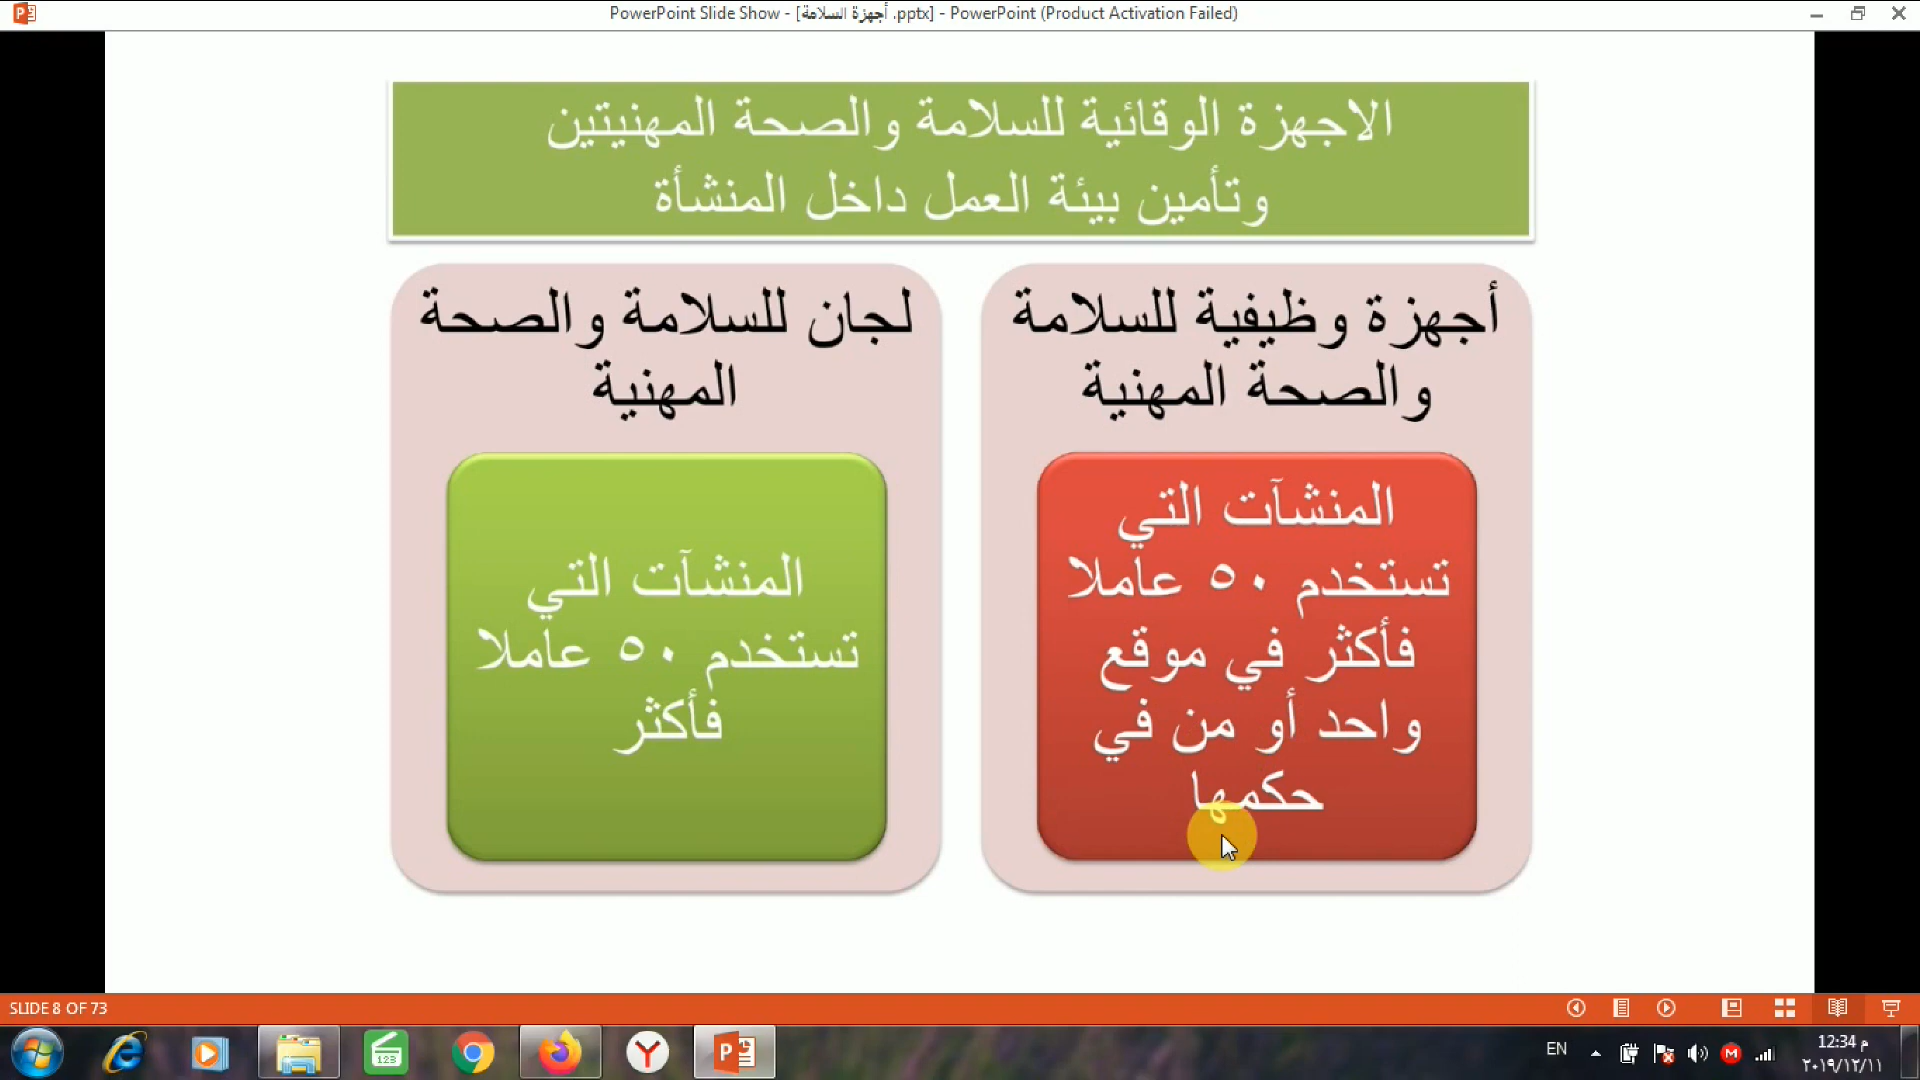 PowerPoint Slide Show - [أجهزة السلامة .pptx] - PowerPoint (Product Activation Failed)
الاجهزة الوقائية للسلامة والصحة المهنيتين
وتأمين بيئة العمل داخل المنشأة
أجهزة وظيفية للسلامة
والصحة المهنية
المنشآت التي
تستخدم ٥٠ عاملا
فأكثر في موقع
واحد أو من في
حكمها
لجان للسلامة والصحة
المهنية
المنشآت التي
تستخدم ٥٠ عاملا
فأكثر
SLIDE 8 OF 73
123
EN
12:34 م
٢٠١٩/١٢/١١